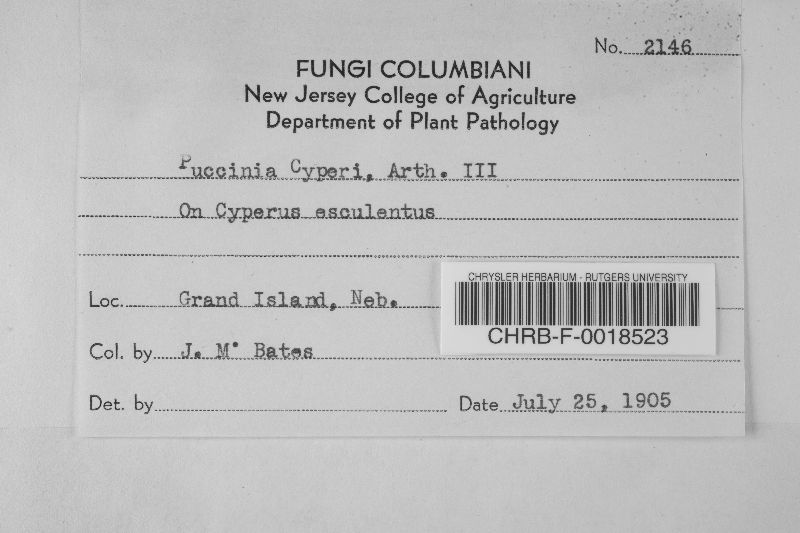 No. 2146
FUNGI COLUMBIANI
New Jersey College of Agriculture
Department of Plant Pathology
Puccinia Cyperi, Arth. III
On Cyperus esculentus
CHRYSLER HERBARIUM - RUTGERS UNIVERSITY
CHRB-F-0018523
Loc. Grand Island, Neb.
Col. by J. M. Bates
Det. by
Date July 25, 1905